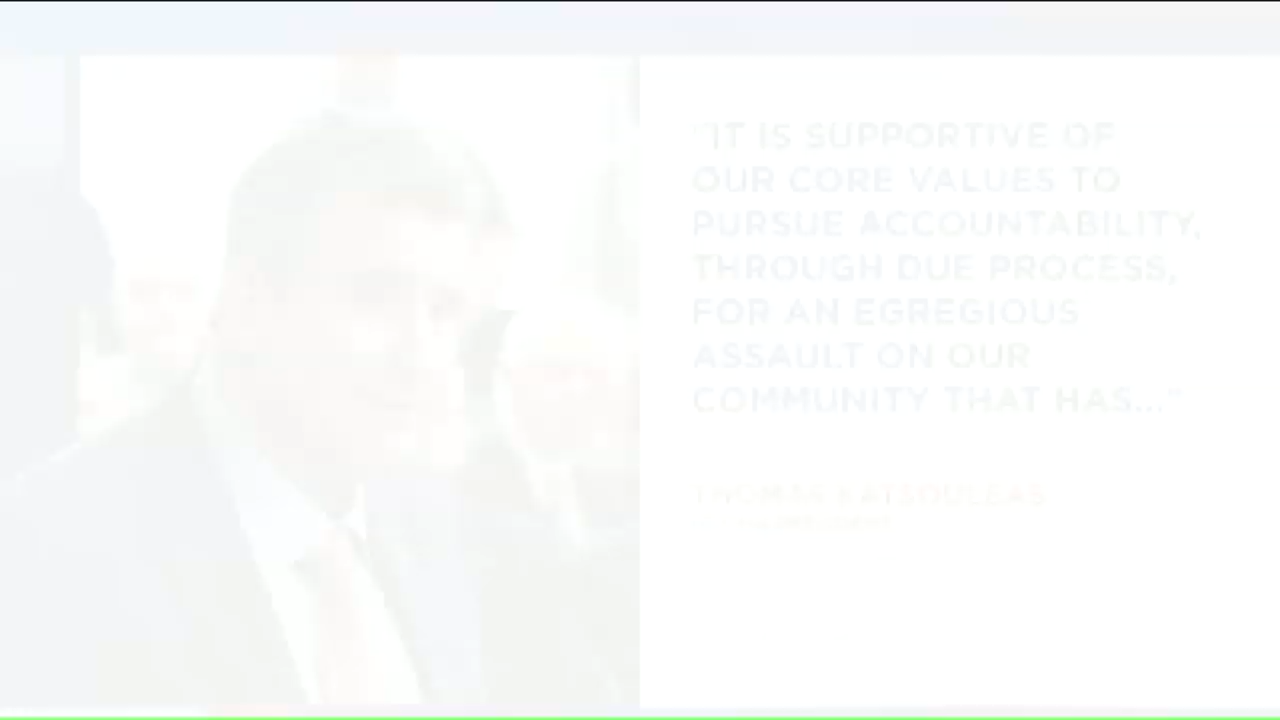 "IT IS SUPPORTIVE OF
OUR CORE VALUES TO
PURSUE ACCOUNTABILITY,
THROUGH DUE PROCESS,
FOR AN EGREGIOUS
ASSAULT ON OUR
COMMUNITY THAT HAS..."
THOMAS KATSOULEAS